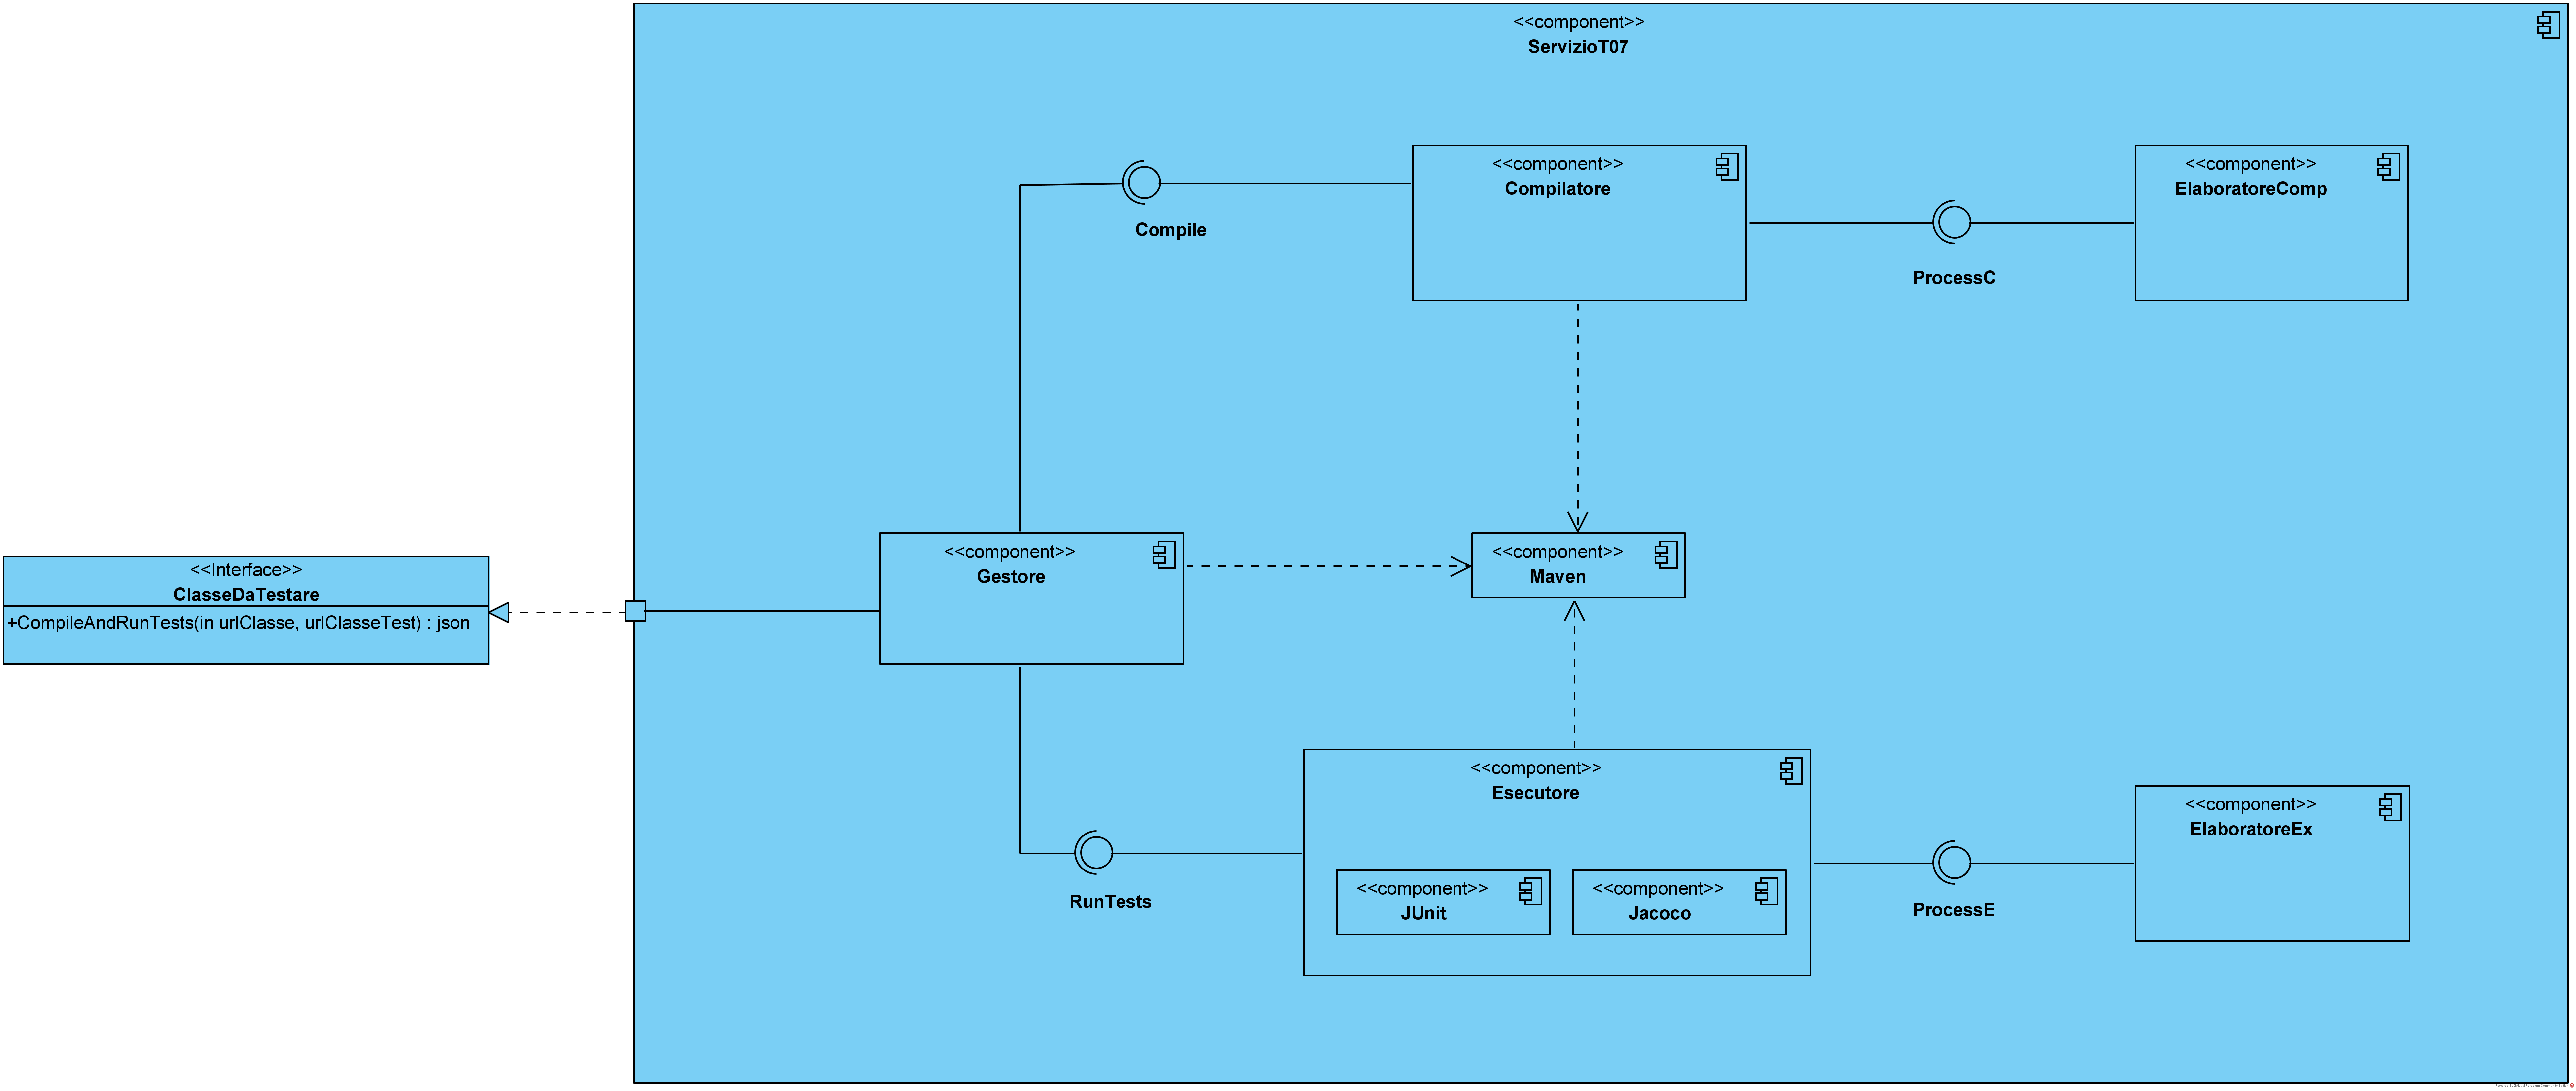 <<component>>
ServizioT07
<<component>>
Compilatore
<<component>>
ElaboratoreComp
Compile
ProcessC
<<component>>
Gestore
<<component>>
Maven
<<Interface>>
ClasseDaTestare
+CompileAndRunTests(in urlClasse, urlClasseTest) : json
<<component>>
Esecutore
<<component>>
ElaboratoreEx
<<component>>
JUnit
<<component>>
Jacoco
RunTests
ProcessE